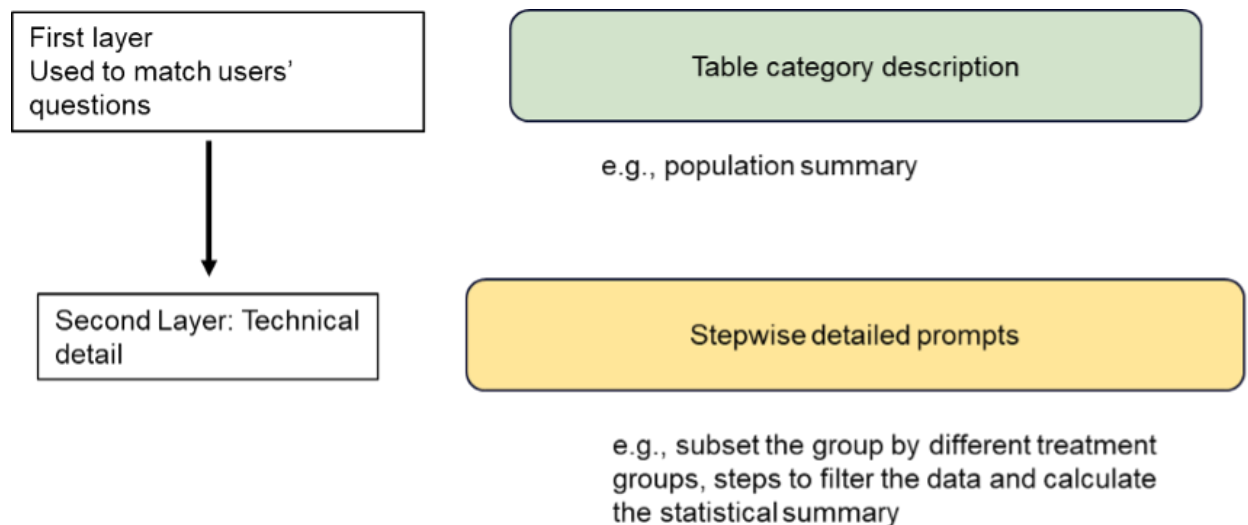 First layer
Used to match users'
questions
Table category description
e.g., population summary
Second Layer: Technical
detail
Stepwise detailed prompts
e.g., subset the group by different treatment
groups, steps to filter the data and calculate
the statistical summary